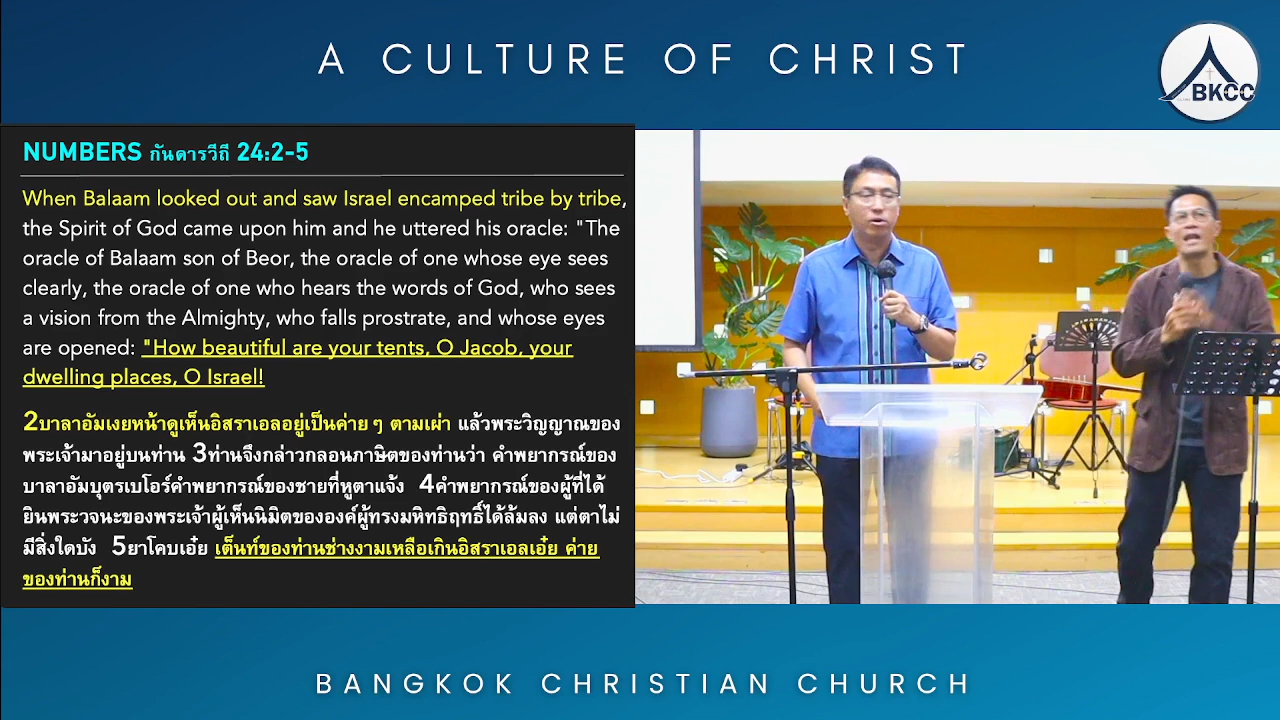 A CULTURE OF CHRIST
BKCC
NUMBERS กันดารวีถี 24:2-5
When Balaam looked out and saw Israel encamped tribe by tribe,
the Spirit of God came upon him and he uttered his oracle: "The
oracle of Balaam son of Beor, the oracle of one whose eye sees
clearly, the oracle of one who hears the words of God, who sees
a vision from the Almighty, who falls prostrate, and whose eyes
are opened: "How beautiful are your tents, O Jacob, your
dwelling places, O Israel!
2บาลาอัมเงยหน้าดูเห็นอิสราเอลอยู่เป็นค่าย ๆ ตามเผ่า แล้วพระวิญญาณของ
พระเจ้ามาอยู่บนท่าน 3ท่านจึงกล่าวกลอนภาษิตของท่านว่า คำพยากรณ์ของ
บาลาอัมบุตรเบโอร์คำพยากรณ์ของชายที่หูตาแจ้ง 4คำพยากรณ์ของผู้ที่ได้
ยินพระวจนะของพระเจ้าผู้เห็นนิมิตขององค์ผู้ทรงมหิทธิฤทธิ์ได้ล้มลง แต่ตาไม่
มีสิ่งใดบัง 5ยาโคบเอ๋ย เต็นท์ของท่านช่างงามเหลือเกินอิสราเอลเอ๋ย ค่าย
ของท่านก็งาม
BANGKOK CHRISTIAN CHURCH